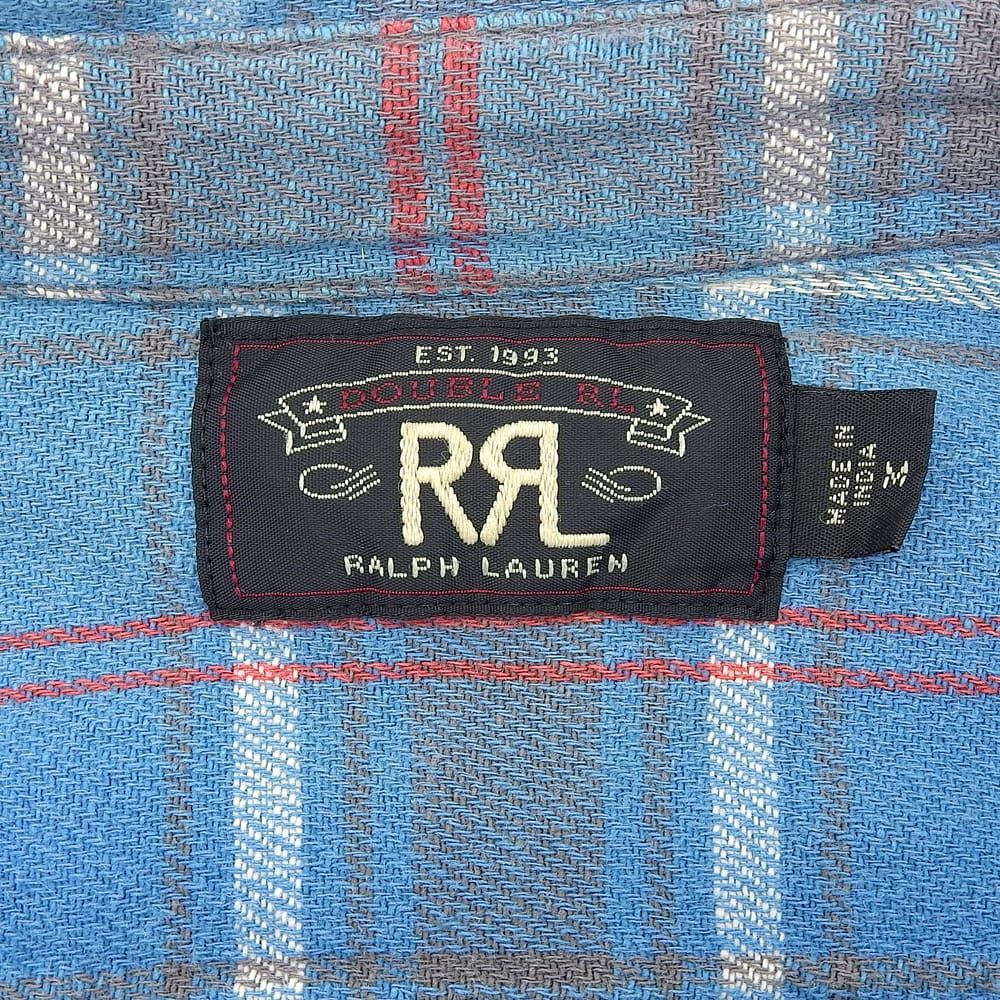 EST. 1993
DOUBLE RL
RRL
RALPH LAUREN
MADE IN
INDIA
M